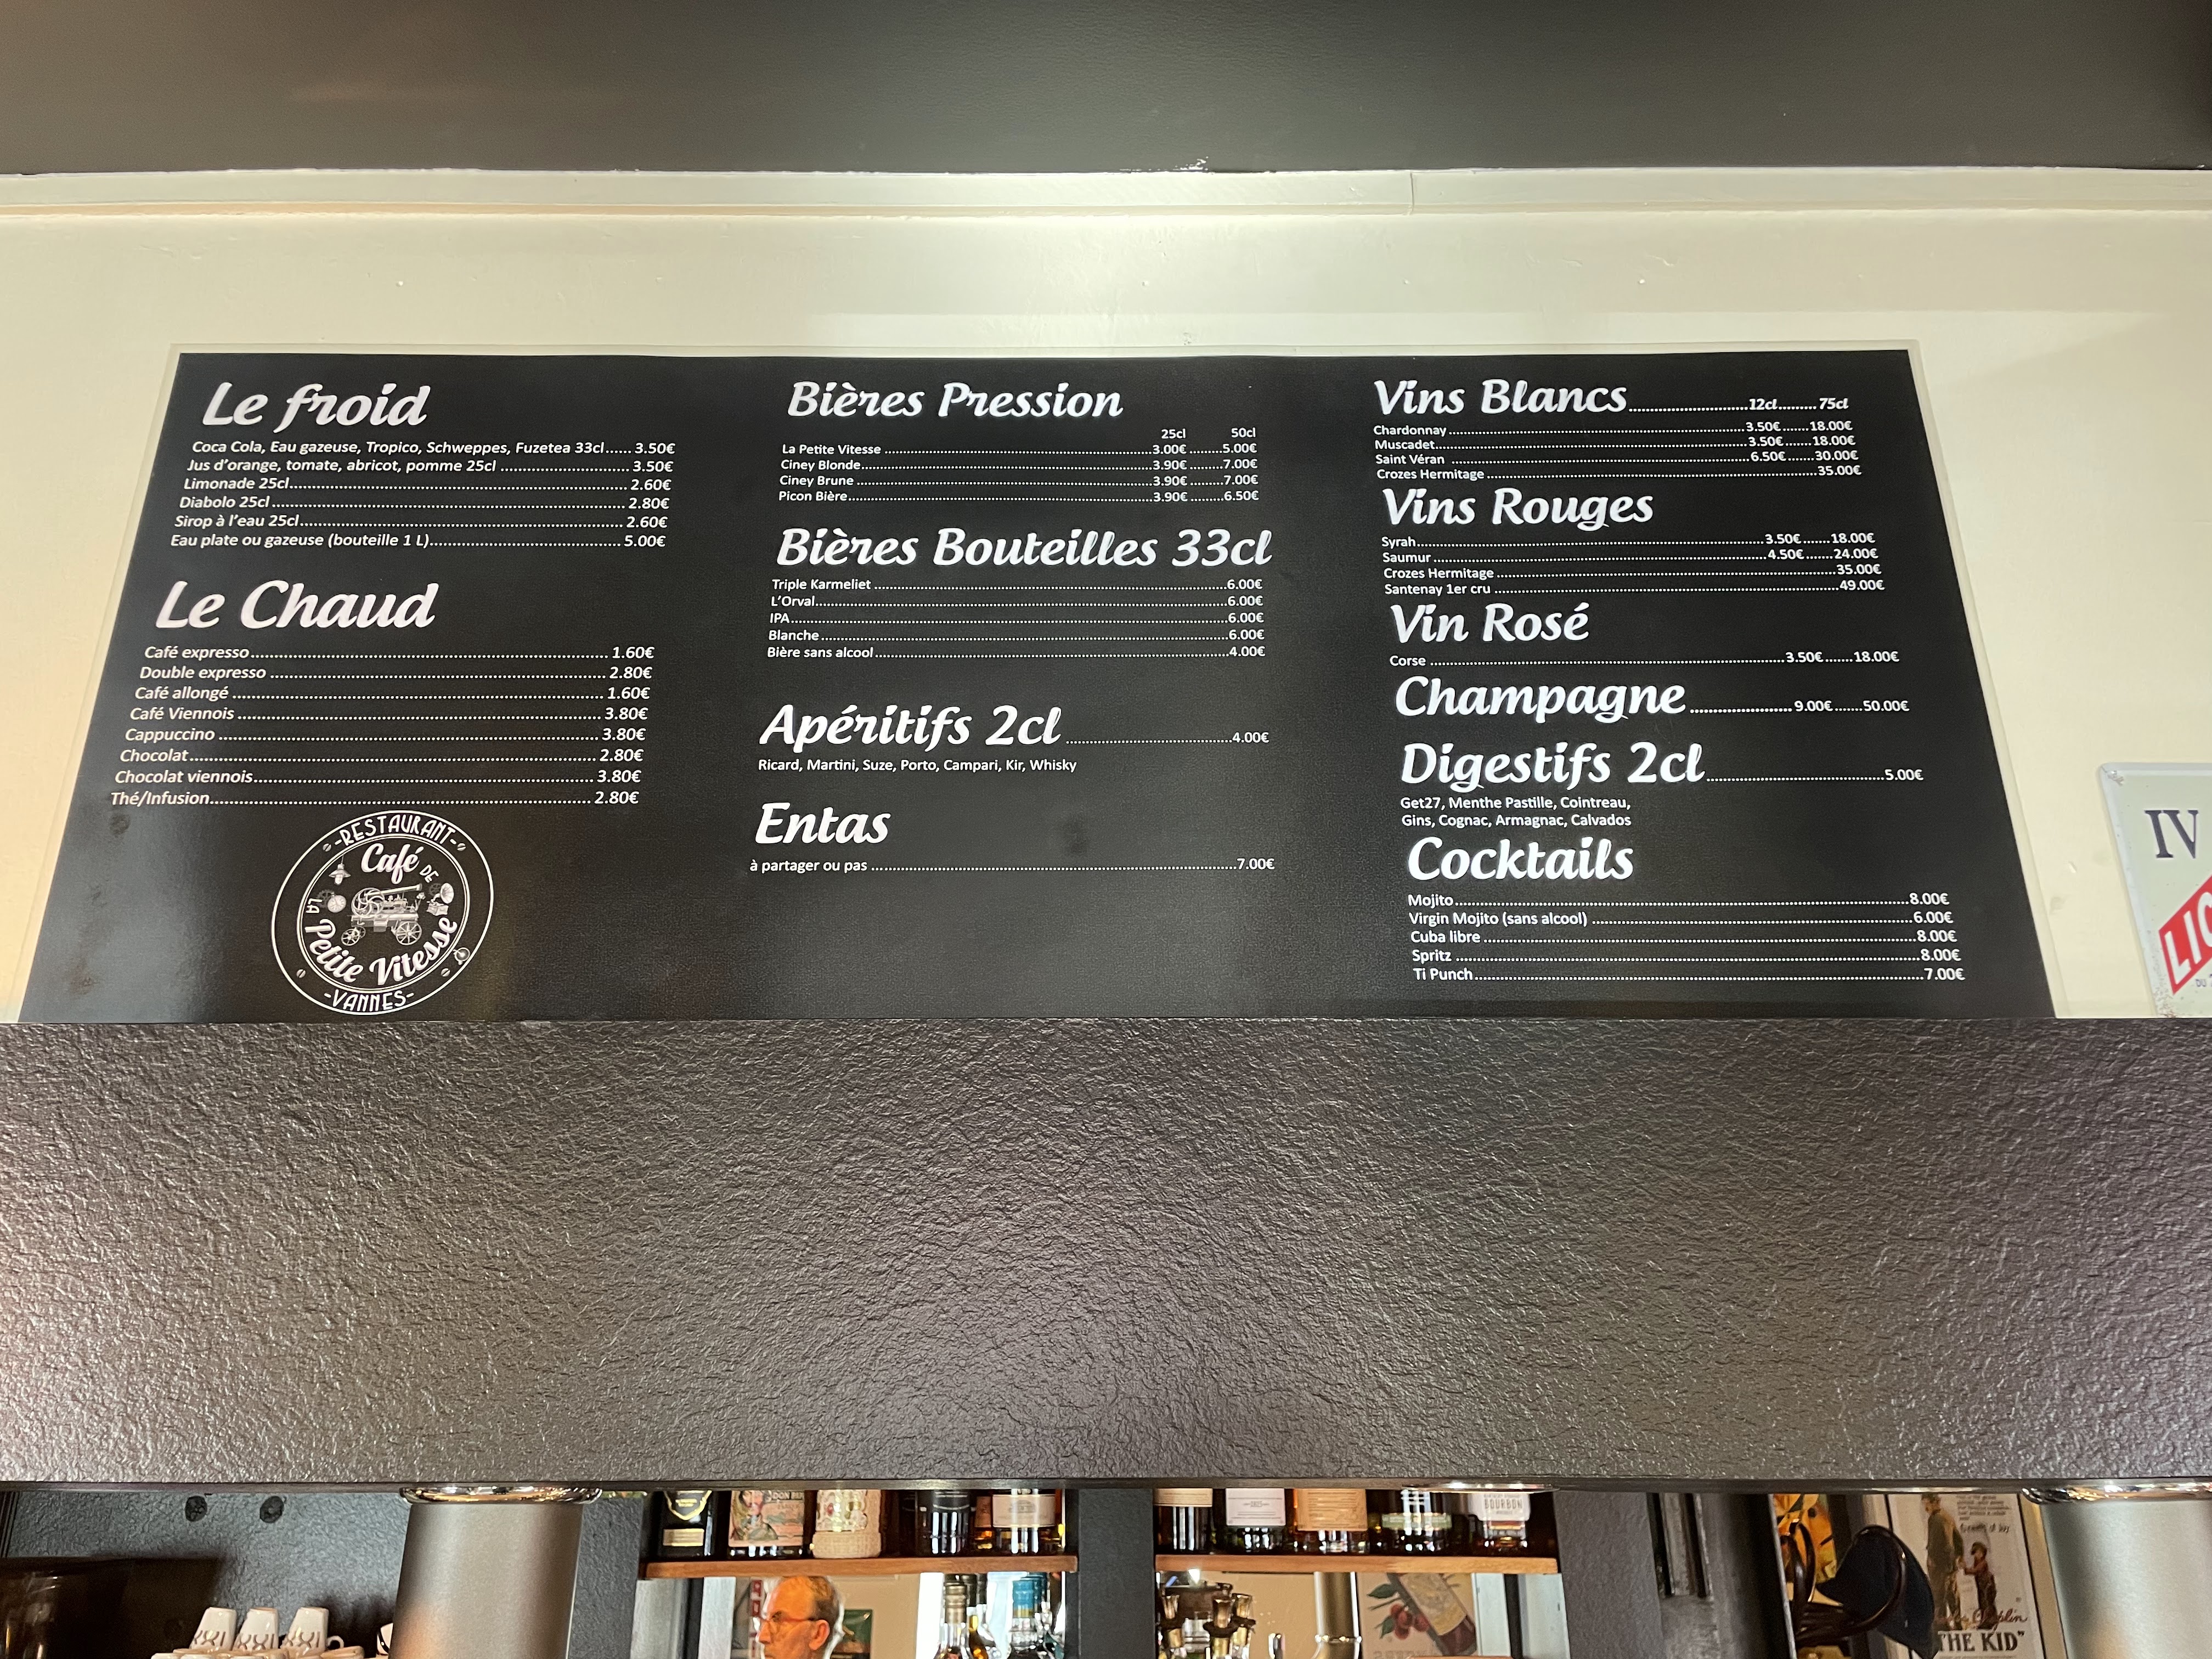 Le froid
Coca Cola, Eau gazeuse, Tropico, Schweppes, Fuzetea 33cl...... 3.50€
Jus d'orange, tomate, abricot, pomme 25cl .............................. 3.50€
Limonade 25cl.............................. 2.60€
Diabolo 25cl.............................. 2.80€
Sirop à l'eau 25cl.............................. 2.60€
Eau plate ou gazeuse (bouteille 1 L).............................. 5.00€
Le Chaud
Café expresso.............................. 1.60€
Double expresso .............................. 2.80€
Café allongé .............................. 1.60€
Café Viennois .............................. 3.80€
Cappuccino .............................. 3.80€
Chocolat.............................. 2.80€
Chocolat viennois.............................. 3.80€
Thé/Infusion.............................. 2.80€
-RESTAURANT-
Café DE
LA Petite Vitesse
-VANNES-
Bières Pression
25cl 50cl
La Petite Vitesse ..............................3.00€ ..........5.00€
Ciney Blonde..............................3.90€ ..........7.00€
Ciney Brune ..............................3.90€ ..........7.00€
Picon Bière..............................3.90€ ..........6.50€
Bières Bouteilles 33cl
Triple Karmeliet ..............................6.00€
L'Orval..............................6.00€
IPA..............................6.00€
Blanche..............................6.00€
Bière sans alcool..............................4.00€
Apéritifs 2cl ..............................4.00€
Ricard, Martini, Suze, Porto, Campari, Kir, Whisky
Entas
à partager ou pas ..............................7.00€
Vins Blancs..............................12cl.......... 75cl
Chardonnay ..............................3.50€.......18.00€
Muscadet..............................3.50€.......18.00€
Saint Véran ..............................6.50€.......30.00€
Crozes Hermitage ..............................35.00€
Vins Rouges
Syrah..............................3.50€.......18.00€
Saumur ..............................4.50€.......24.00€
Crozes Hermitage ..............................35.00€
Santenay 1er cru ..............................49.00€
Vin Rosé
Corse ..............................3.50€.......18.00€
Champagne ..............................9.00€.......50.00€
Digestifs 2cl..............................5.00€
Get27, Menthe Pastille, Cointreau,
Gins, Cognac, Armagnac, Calvados
Cocktails
Mojito..............................8.00€
Virgin Mojito (sans alcool) ..............................6.00€
Cuba libre ..............................8.00€
Spritz ..............................8.00€
Ti Punch..............................7.00€
IV
BOURBON
THE KID"